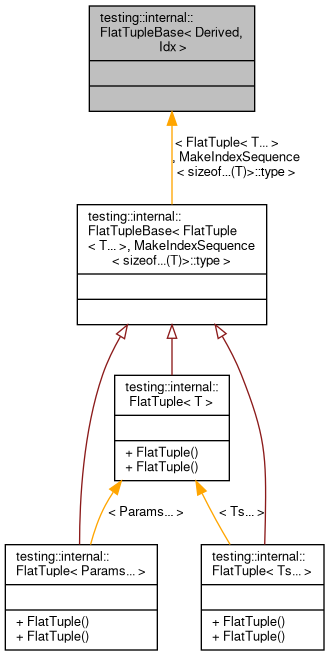 testing::internal::
FlatTupleBase< Derived,
Idx >
< FlatTuple< T... >
, MakeIndexSequence
< sizeof...(T)>::type >
testing::internal::
FlatTupleBase< FlatTuple
< T... >, MakeIndexSequence
< sizeof...(T)>::type >
testing::internal::
FlatTuple< T >
+ FlatTuple()
+ FlatTuple()
< Params... >
< Ts... >
testing::internal::
FlatTuple< Params... >
+ FlatTuple()
+ FlatTuple()
testing::internal::
FlatTuple< Ts... >
+ FlatTuple()
+ FlatTuple()